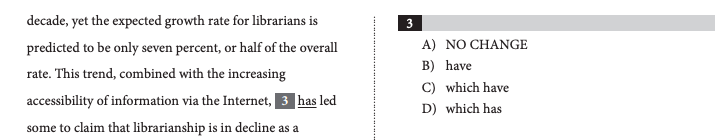 decade, yet the expected growth rate for librarians is
predicted to be only seven percent, or half of the overall
rate. This trend, combined with the increasing
accessibility of information via the Internet, 3 has led
some to claim that librarianship is in decline as a
3
A) NO CHANGE
B) have
C) which have
D) which has